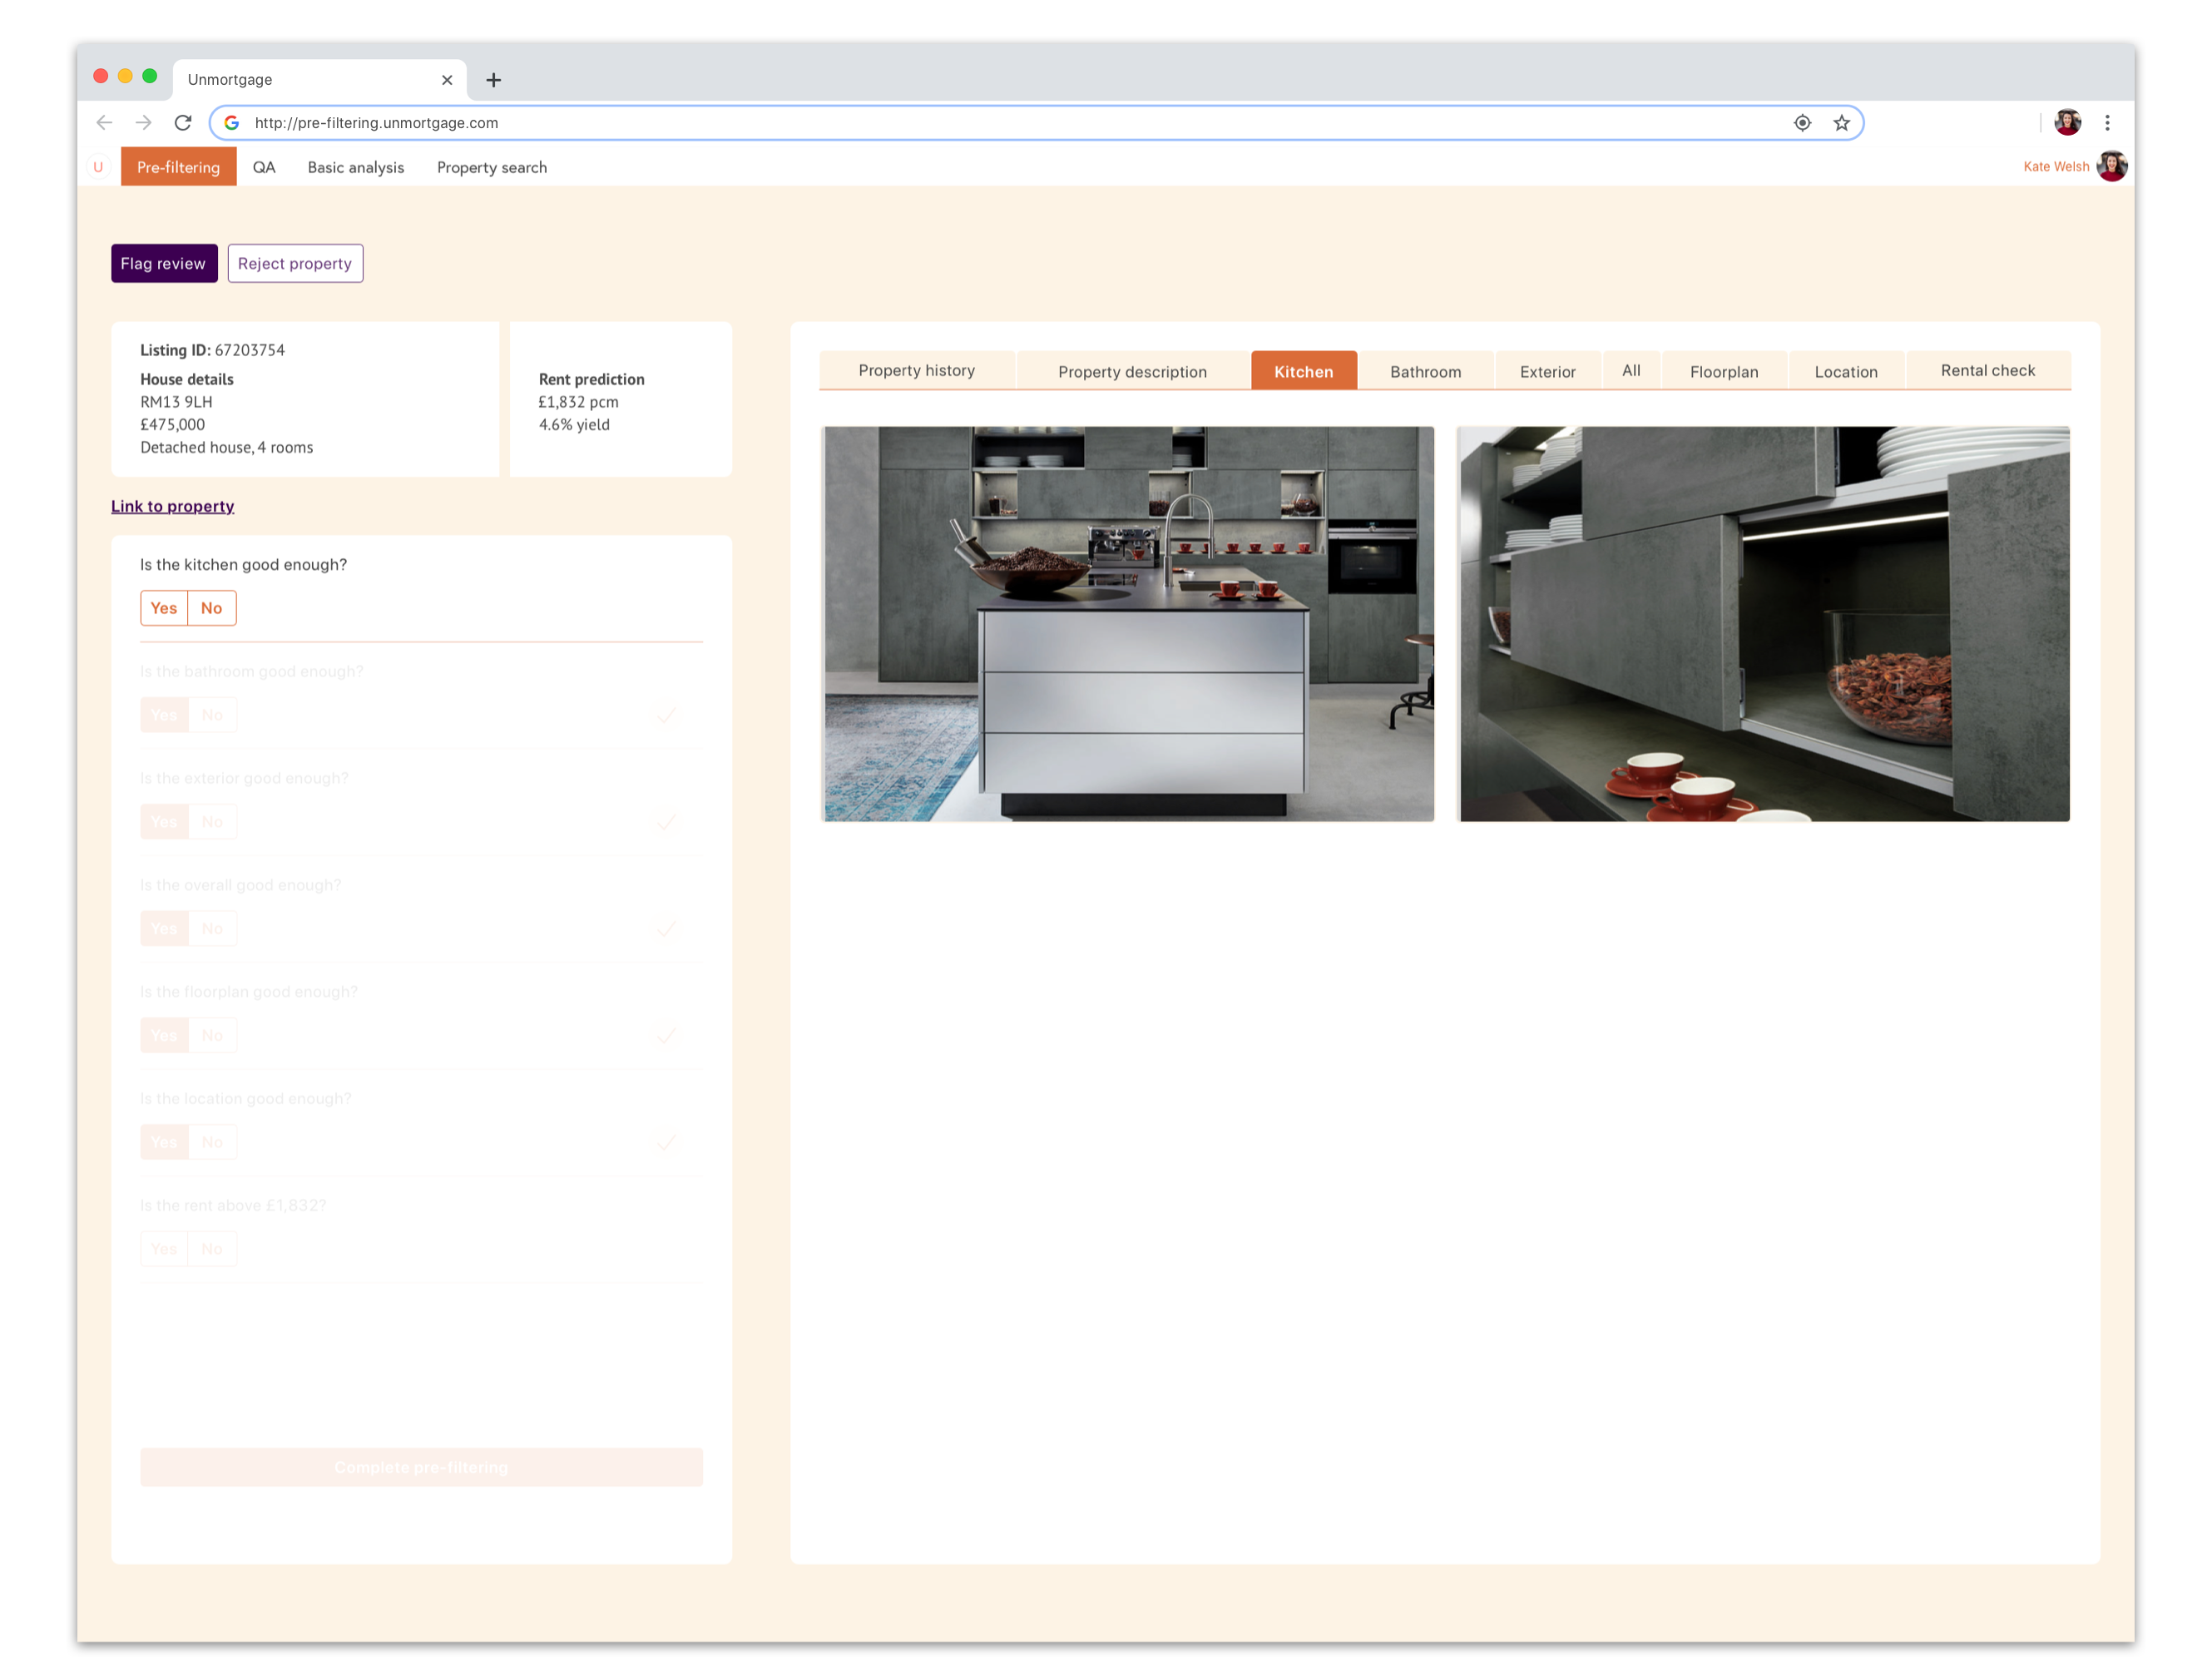 Unmortgage
http://pre-filtering.unmortgage.com
U
Pre-filtering
QA
Basic analysis
Property search
Kate Welsh
Flag review
Reject property
Listing ID: 67203754
House details
RM13 9LH
£475,000
Detached house, 4 rooms
Rent prediction
£1,832 pcm
4.6% yield
Link to property
Is the kitchen good enough?
Yes No
Is the bathroom good enough?
Yes No
Is the exterior good enough?
Yes No
Is the overall good enough?
Yes No
Is the floorplan good enough?
Yes No
Is the location good enough?
Yes No
Is the rent above £1,832?
Yes No
Complete pre-filtering
Property history
Property description
Kitchen
Bathroom
Exterior
All
Floorplan
Location
Rental check